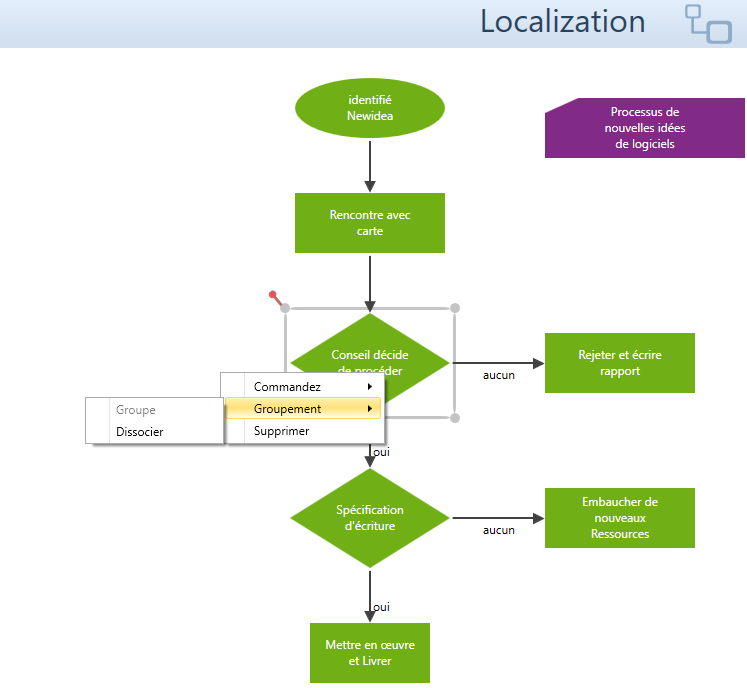 Localization
identifié
Newidea
Processus de
nouvelles idées
de logiciels
Rencontre avec
carte
Conseil décide
de procéder
aucun
Rejeter et écrire
rapport
Commandez
Groupement
Supprimer
Groupe
Dissocier
oui
Spécification
d'écriture
aucun
Embaucher de
nouveaux
Ressources
oui
Mettre en œuvre
et Livrer